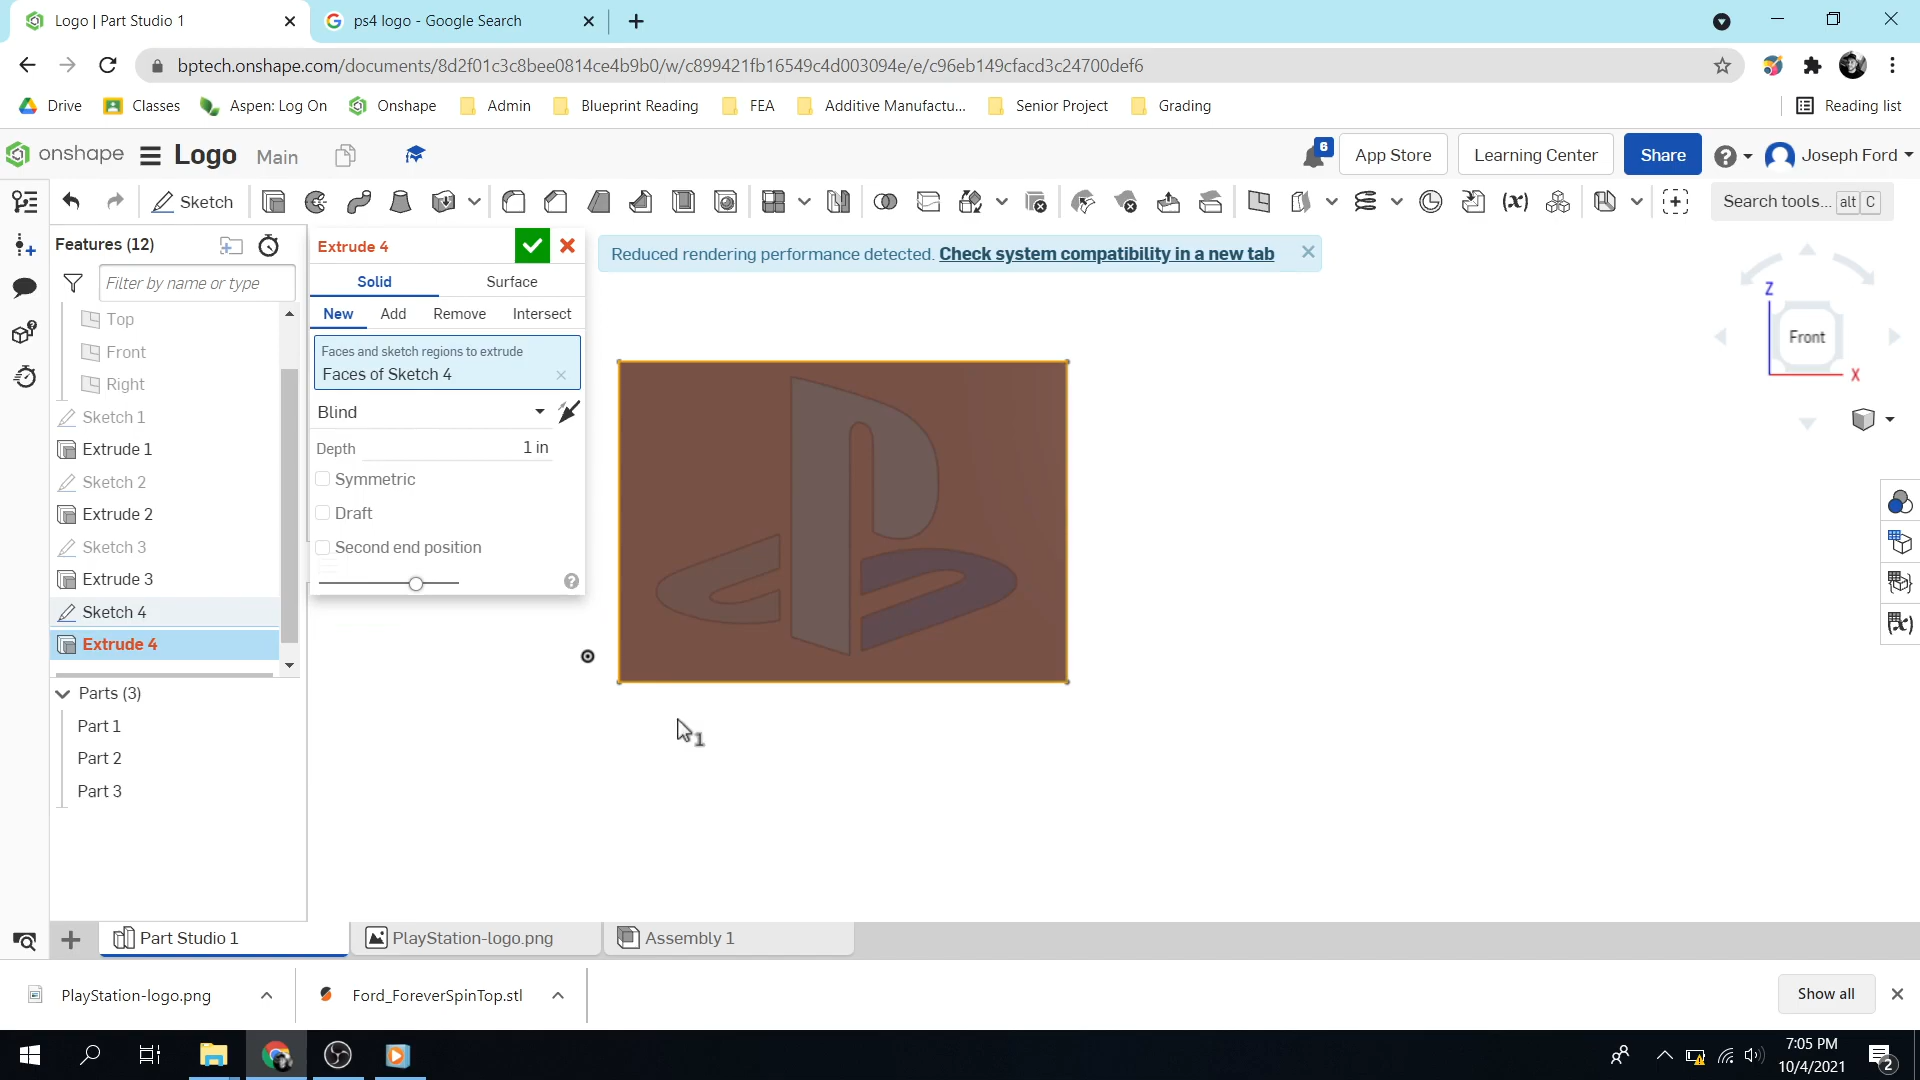 Logo | Part Studio 1
ps4 logo - Google Search
bptech.onshape.com/documents/8d2f01c3c8bee0814ce4b9b0/w/c899421fb16549c4d003094e/e/c96eb149cfacd3c24700def6
Drive
Classes
Aspen: Log On
Onshape
Admin
Blueprint Reading
FEA
Additive Manufactu...
Senior Project
Grading
Reading list
onshape
Logo
Main
6
App Store
Learning Center
Share
Joseph Ford
Sketch
Search tools... alt C
Features (12)
Filter by name or type
Top
Front
Right
Sketch 1
Extrude 1
Sketch 2
Extrude 2
Sketch 3
Extrude 3
Sketch 4
Extrude 4
Parts (3)
Part 1
Part 2
Part 3
Extrude 4
Solid
Surface
New
Add
Remove
Intersect
Faces and sketch regions to extrude
Faces of Sketch 4
Blind
Depth
1 in
Symmetric
Draft
Second end position
Reduced rendering performance detected. Check system compatibility in a new tab
Z
Front
X
1
Part Studio 1
PlayStation-logo.png
Assembly 1
PlayStation-logo.png
Ford_ForeverSpinTop.stl
Show all
7:05 PM
10/4/2021
2